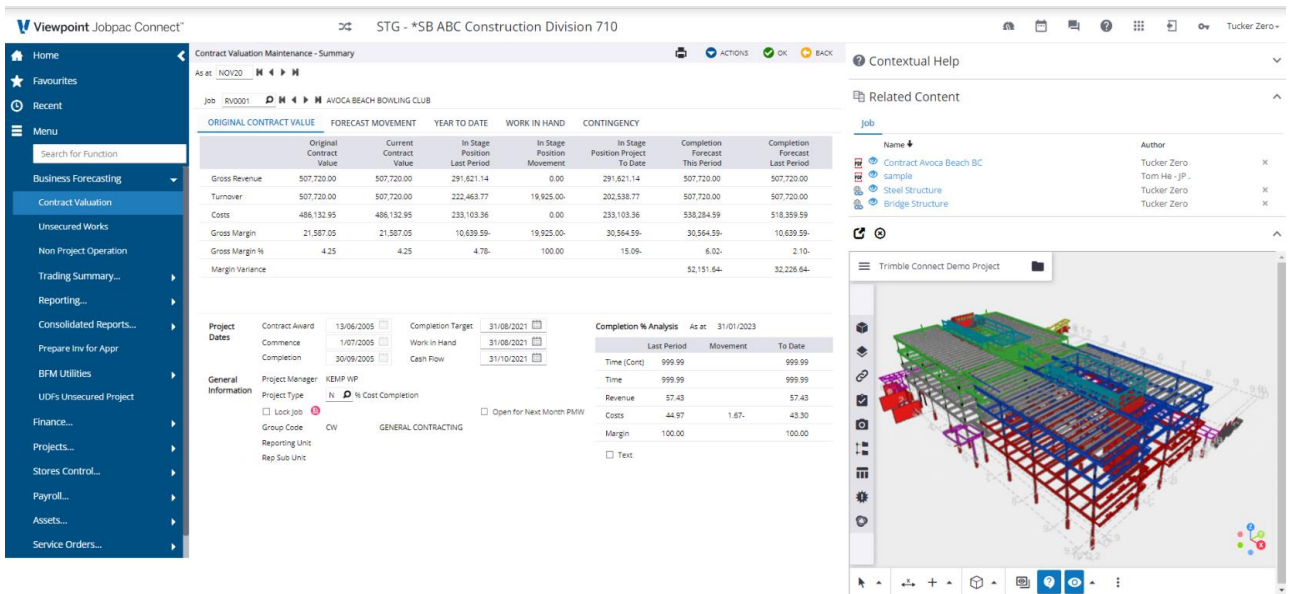 Viewpoint Jobpac Connect™
STG - *SB ABC Construction Division 710
Tucker Zero
Home
Favourites
Recent
Menu
Search for Function
Business Forecasting
Contract Valuation
Unsecured Works
Non Project Operation
Trading Summary...
Reporting...
Consolidated Reports...
Prepare Inv for Appr
BFM Utilities
UDFs Unsecured Project
Finance...
Projects...
Stores Control...
Payroll...
Assets...
Service Orders...
Contract Valuation Maintenance - Summary
ACTIONS OK BACK
As at NOV20
Job RV0001 AVOCA BEACH BOWLING CLUB
ORIGINAL CONTRACT VALUE FORECAST MOVEMENT YEAR TO DATE WORK IN HAND CONTINGENCY
Original Current In Stage In Stage In Stage Completion Completion
Contract Contract Position Position Position Project Forecast Forecast
Value Value Last Period Movement To Date This Period Last Period
Gross Revenue 507,720.00 507,720.00 291,621.14 0.00 291,621.14 507,720.00 507,720.00
Turnover 507,720.00 507,720.00 222,463.77 19,925.00- 202,538.77 507,720.00 507,720.00
Costs 486,132.95 486,132.95 233,103.36 0.00 233,103.36 538,284.59 518,359.59
Gross Margin 21,587.05 21,587.05 10,639.59- 19,925.00- 30,564.59- 30,564.59- 10,639.59-
Gross Margin % 4.25 4.25 4.78- 100.00 15.09- 6.02- 2.10-
Margin Variance 52,151.64- 32,226.64-
Project Dates
Contract Award 13/06/2005 Completion Target 31/08/2021
Commence 1/07/2005 Work in Hand 31/08/2021
Completion 30/09/2005 Cash Flow 31/10/2021
General Information
Project Manager KEMP WP
Project Type N % Cost Completion
Lock Job Open for Next Month PMW
Group Code CW GENERAL CONTRACTING
Reporting Unit
Rep Sub Unit
Completion % Analysis As at 31/01/2023
Last Period Movement To Date
Time (Cont) 999.99 999.99
Time 999.99 999.99
Revenue 57.43 57.43
Costs 44.97 1.67- 43.30
Margin 100.00 100.00
Text
Contextual Help
Related Content
Job
Name Author
Contract Avoca Beach BC Tucker Zero
sample Tom He - JP .
Steel Structure Tucker Zero
Bridge Structure Tucker Zero
Trimble Connect Demo Project